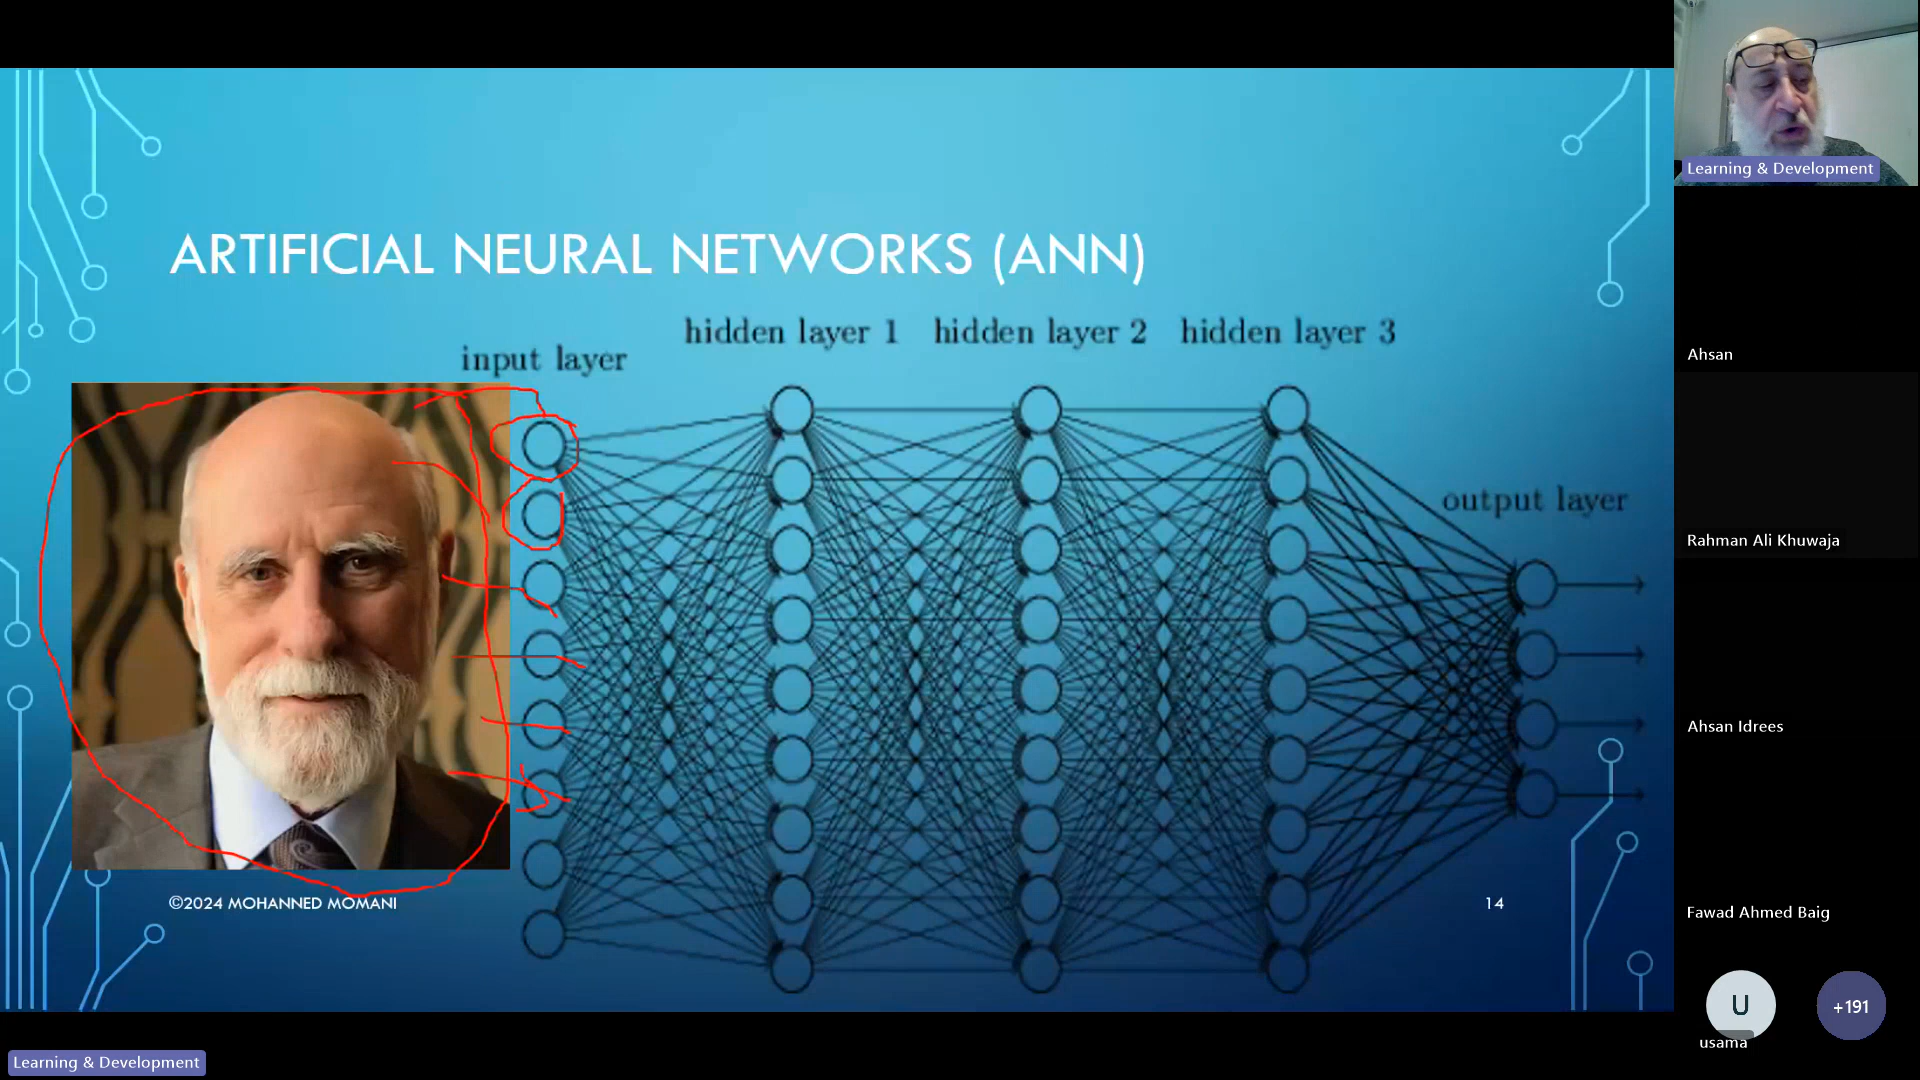 ARTIFICIAL NEURAL NETWORKS (ANN)
input layer
hidden layer 1
hidden layer 2
hidden layer 3
output layer
©2024 MOHANNED MOMANI
14
Learning & Development
Ahsan
Rahman Ali Khuwaja
Ahsan Idrees
Fawad Ahmed Baig
U
usama
+191
Learning & Development